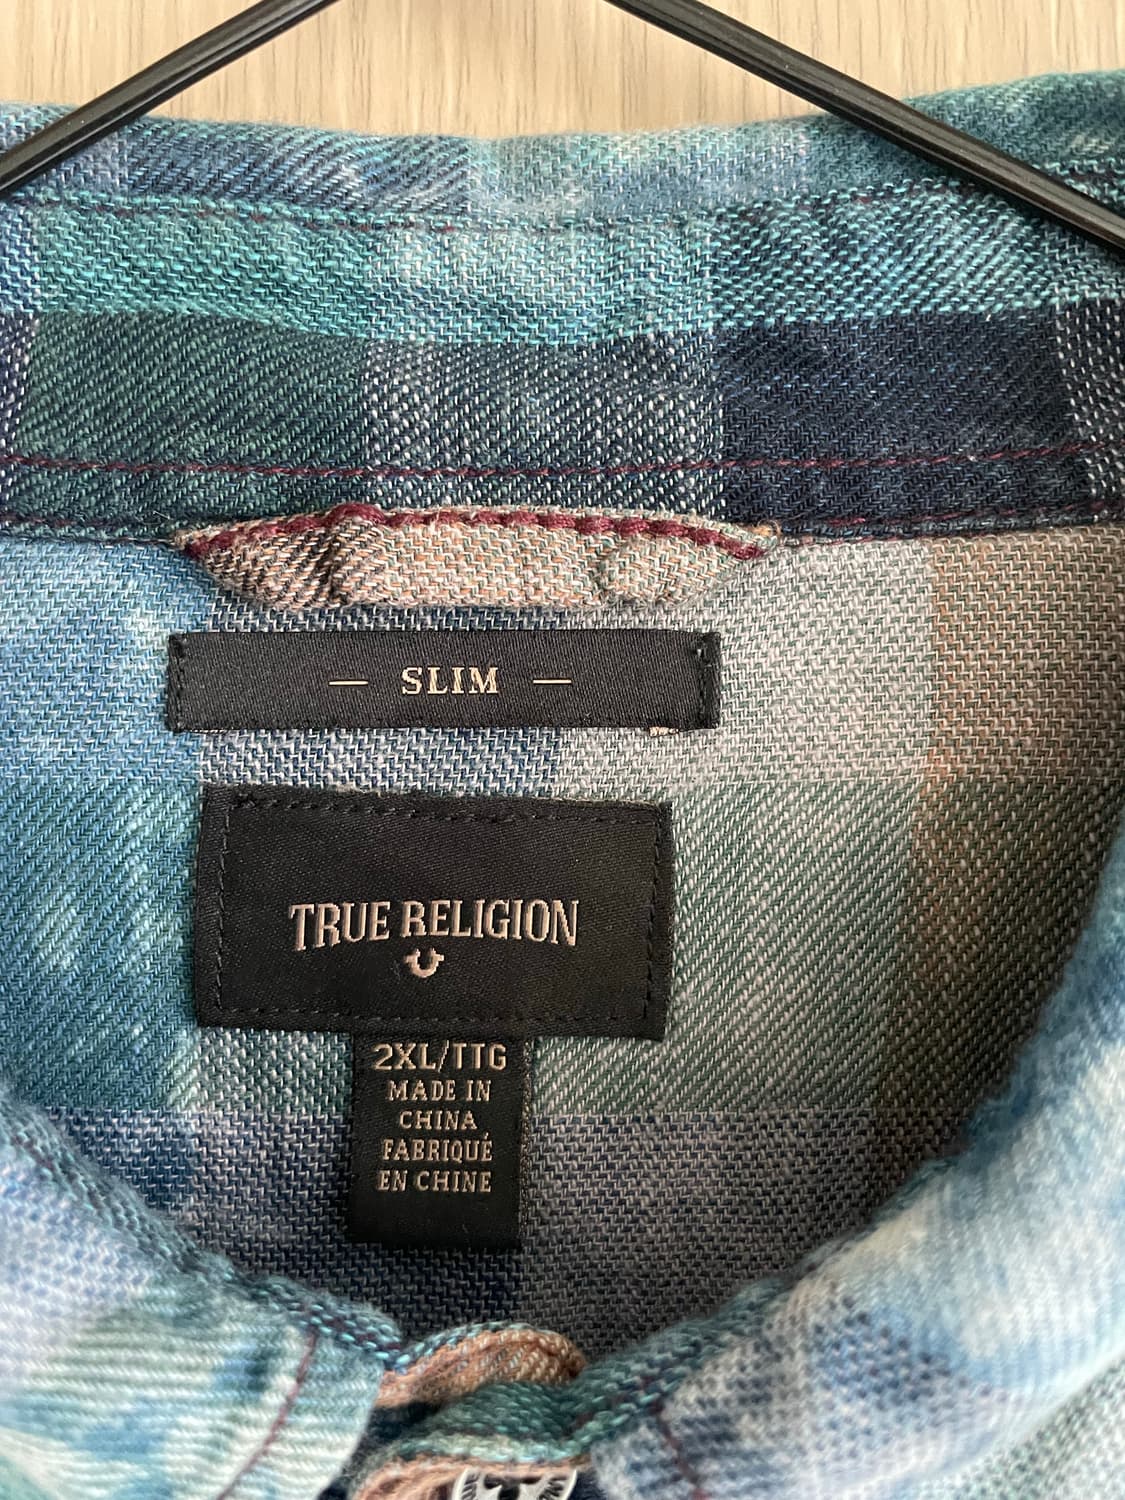 — SLIM —
TRUE RELIGION
2XL/TTG
MADE IN
CHINA
FABRIQUÉ
EN CHINE